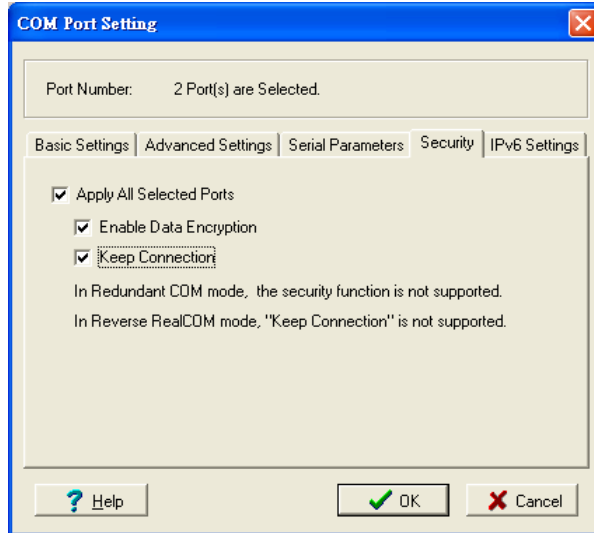 COM Port Setting
Port Number: 2 Port(s) are Selected.
Basic Settings Advanced Settings Serial Parameters Security IPv6 Settings
Apply All Selected Ports
Enable Data Encryption
Keep Connection
In Redundant COM mode, the security function is not supported.
In Reverse RealCOM mode, "Keep Connection" is not supported.
? Help OK Cancel